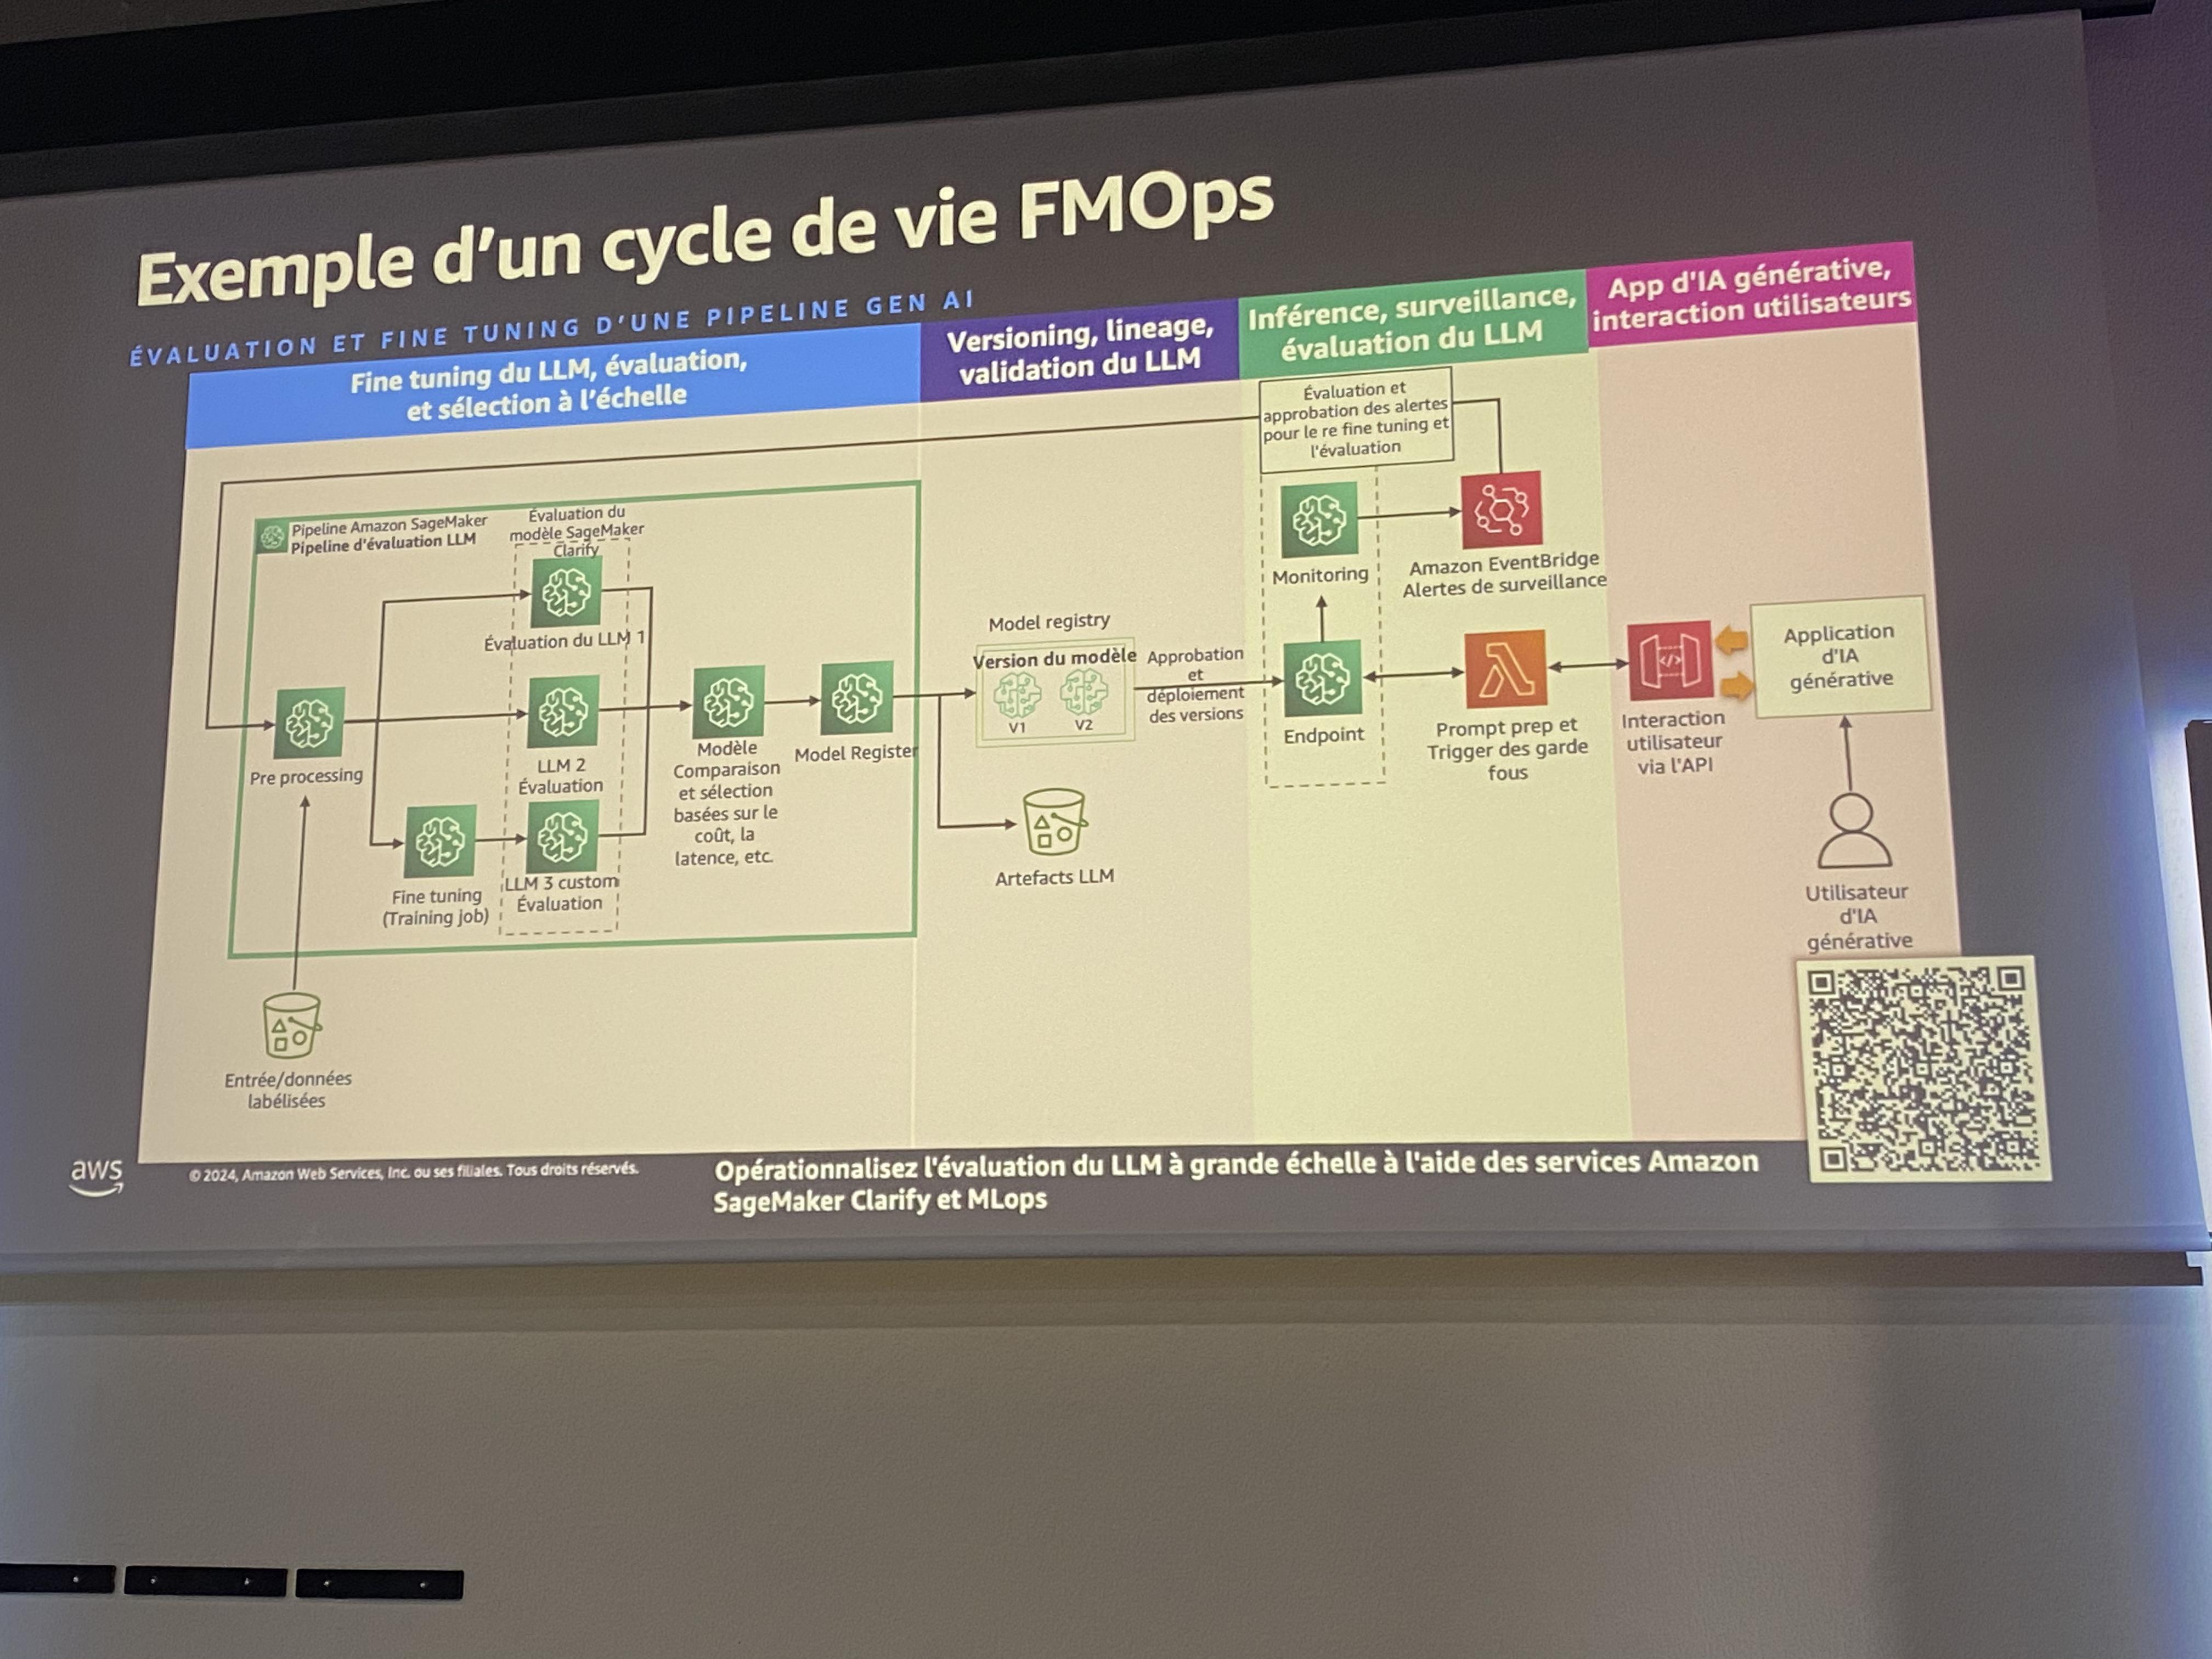 Exemple d'un cycle de vie FMOps
ÉVALUATION ET FINE TUNING D'UNE PIPELINE GEN AI
Fine tuning du LLM, évaluation,
et sélection à l'échelle
Versioning, lineage,
validation du LLM
Inférence, surveillance,
évaluation du LLM
App d'IA générative,
interaction utilisateurs
Évaluation et
approbation des alertes
pour le re fine tuning et
l'évaluation
Pipeline Amazon SageMaker
Pipeline d'évaluation LLM
Évaluation du
modèle SageMaker
Clarify
Évaluation du LLM 1
Pre processing
LLM 2
Évaluation
Fine tuning
(Training job)
LLM 3 custom
Évaluation
Modèle
Comparaison
et sélection
basées sur le
coût, la
latence, etc.
Model Register
Entrée/données
labélisées
Model registry
Version du modèle
V1
V2
Approbation
et
déploiement
des versions
Artefacts LLM
Monitoring
Amazon EventBridge
Alertes de surveillance
Endpoint
Prompt prep et
Trigger des garde
fous
Interaction
utilisateur
via l'API
Application
d'IA
générative
Utilisateur
d'IA
générative
aws
© 2024, Amazon Web Services, Inc. ou ses filiales. Tous droits réservés.
Opérationnalisez l'évaluation du LLM à grande échelle à l'aide des services Amazon
SageMaker Clarify et MLops